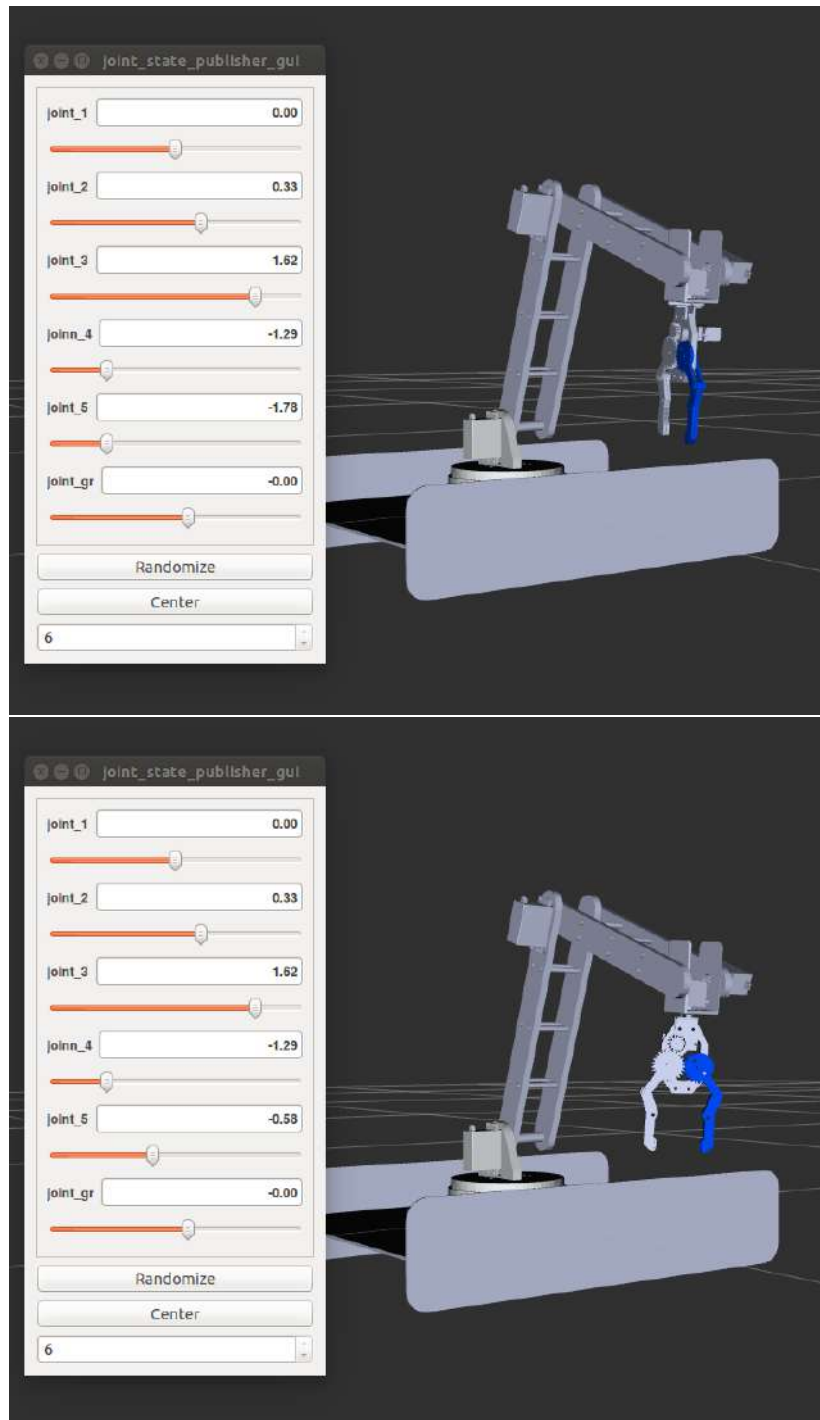 joint_state_publisher_gui
joint_1 0.00
joint_2 0.33
joint_3 1.62
joinn_4 -1.29
joint_5 -1.78
joint_gr -0.00
Randomize
Center
6
joint_state_publisher_gui
joint_1 0.00
joint_2 0.33
joint_3 1.62
joinn_4 -1.29
joint_5 -0.58
joint_gr -0.00
Randomize
Center
6